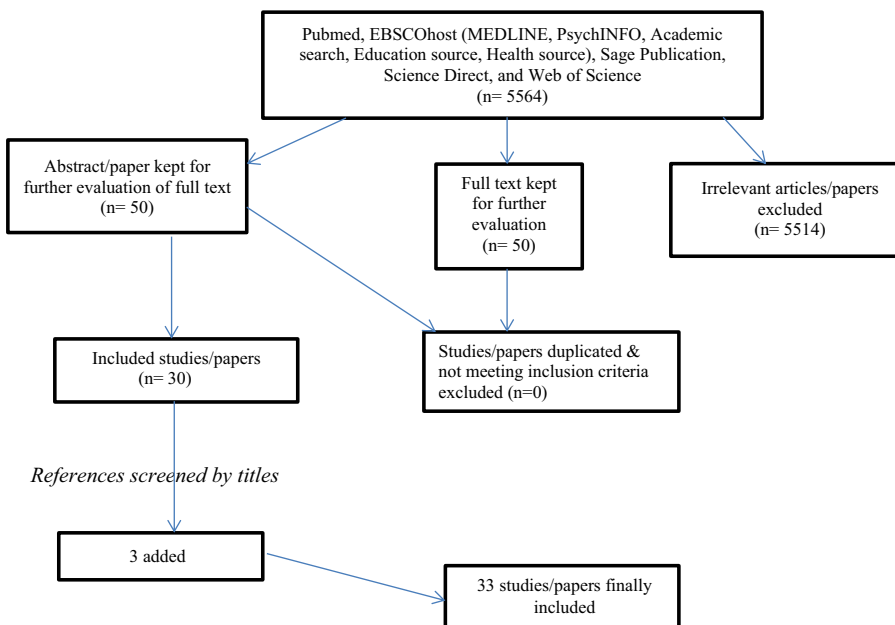 Pubmed, EBSCOhost (MEDLINE, PsychINFO, Academic
search, Education source, Health source), Sage Publication,
Science Direct, and Web of Science
(n= 5564)
Abstract/paper kept for
further evaluation of full text
(n= 50)
Full text kept
for further
evaluation
(n= 50)
Irrelevant articles/papers
excluded
(n= 5514)
Included studies/papers
(n= 30)
Studies/papers duplicated &
not meeting inclusion criteria
excluded (n=0)
References screened by titles
3 added
33 studies/papers finally
included